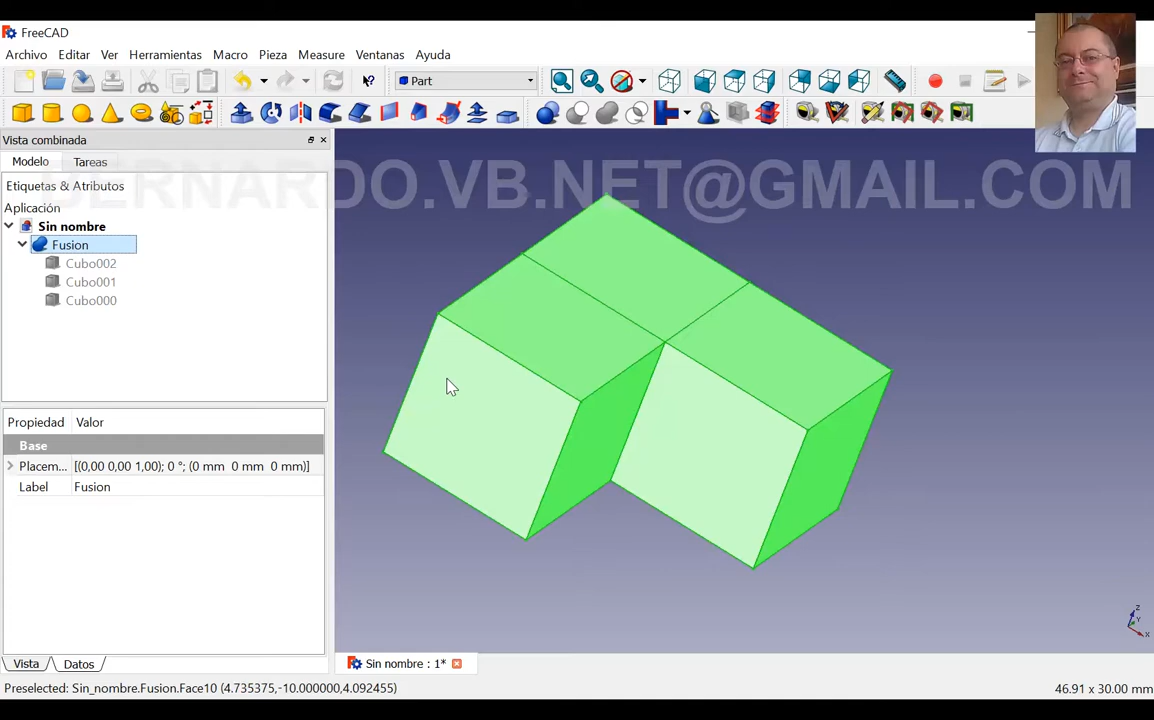 FreeCAD
Archivo Editar Ver Herramientas Macro Pieza Measure Ventanas Ayuda
Part
Vista combinada
Modelo Tareas
BERNARDO.VB.NET@GMAIL.COM
Etiquetas & Atributos
Aplicación
Sin nombre
Fusion
Cubo002
Cubo001
Cubo000
Propiedad Valor
Base
Placem... [(0,00 0,00 1,00); 0 °; (0 mm 0 mm 0 mm)]
Label Fusion
Z
Y
X
Vista Datos
Sin nombre : 1*
Preselected: Sin_nombre.Fusion.Face10 (4.735375,-10.000000,4.092455)
46.91 x 30.00 mm